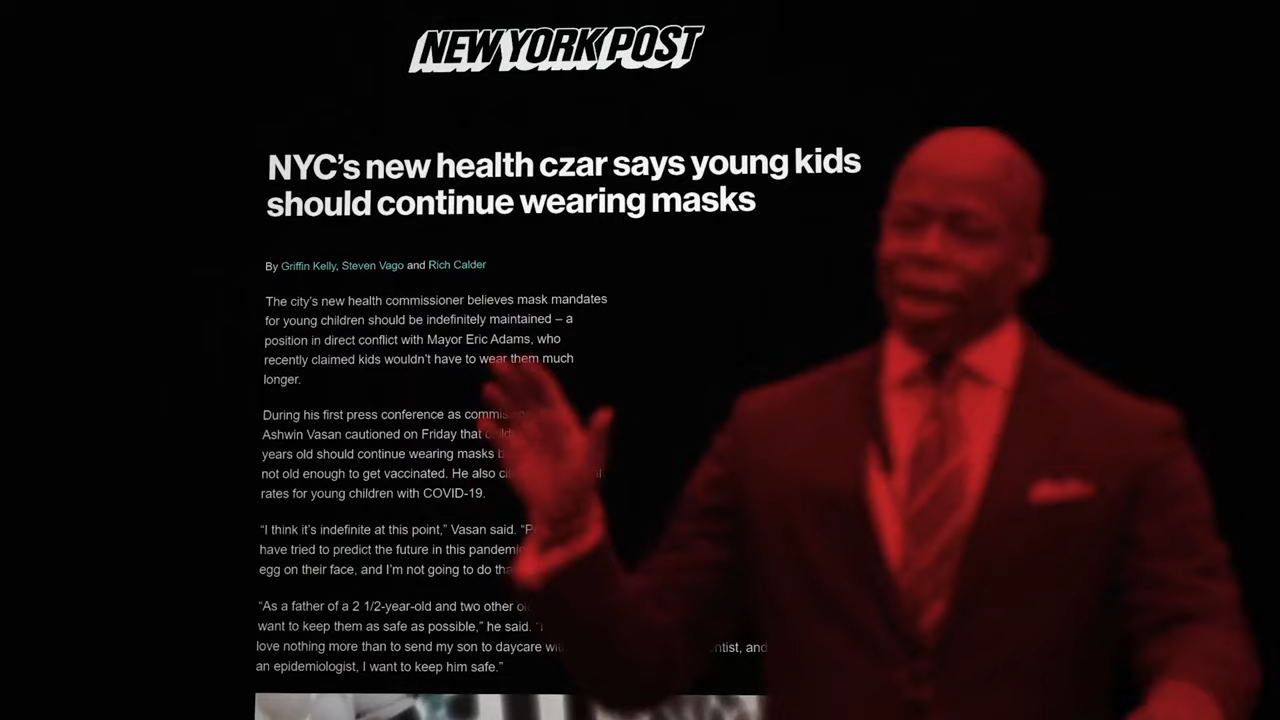 NEW YORK POST
NYC’s new health czar says young kids
should continue wearing masks
By Griffin Kelly, Steven Vago and Rich Calder
The city’s new health commissioner believes mask mandates
for young children should be indefinitely maintained – a
position in direct conflict with Mayor Eric Adams, who
recently claimed kids wouldn’t have to wear them much
longer.
During his first press conference as
Ashwin Vasan cautioned on Friday that
years old should continue wearing masks
not old enough to get vaccinated. He also
rates for young children with COVID-19.
“I think it’s indefinite at this point,” Vasan said.
have tried to predict the future in this
egg on their face, and I’m not going to do
“As a father of a 2 1/2-year-old and two other
want to keep them as safe as possible,” he said.
love nothing more than to send my son to daycare and
an epidemiologist, I want to keep him safe.”